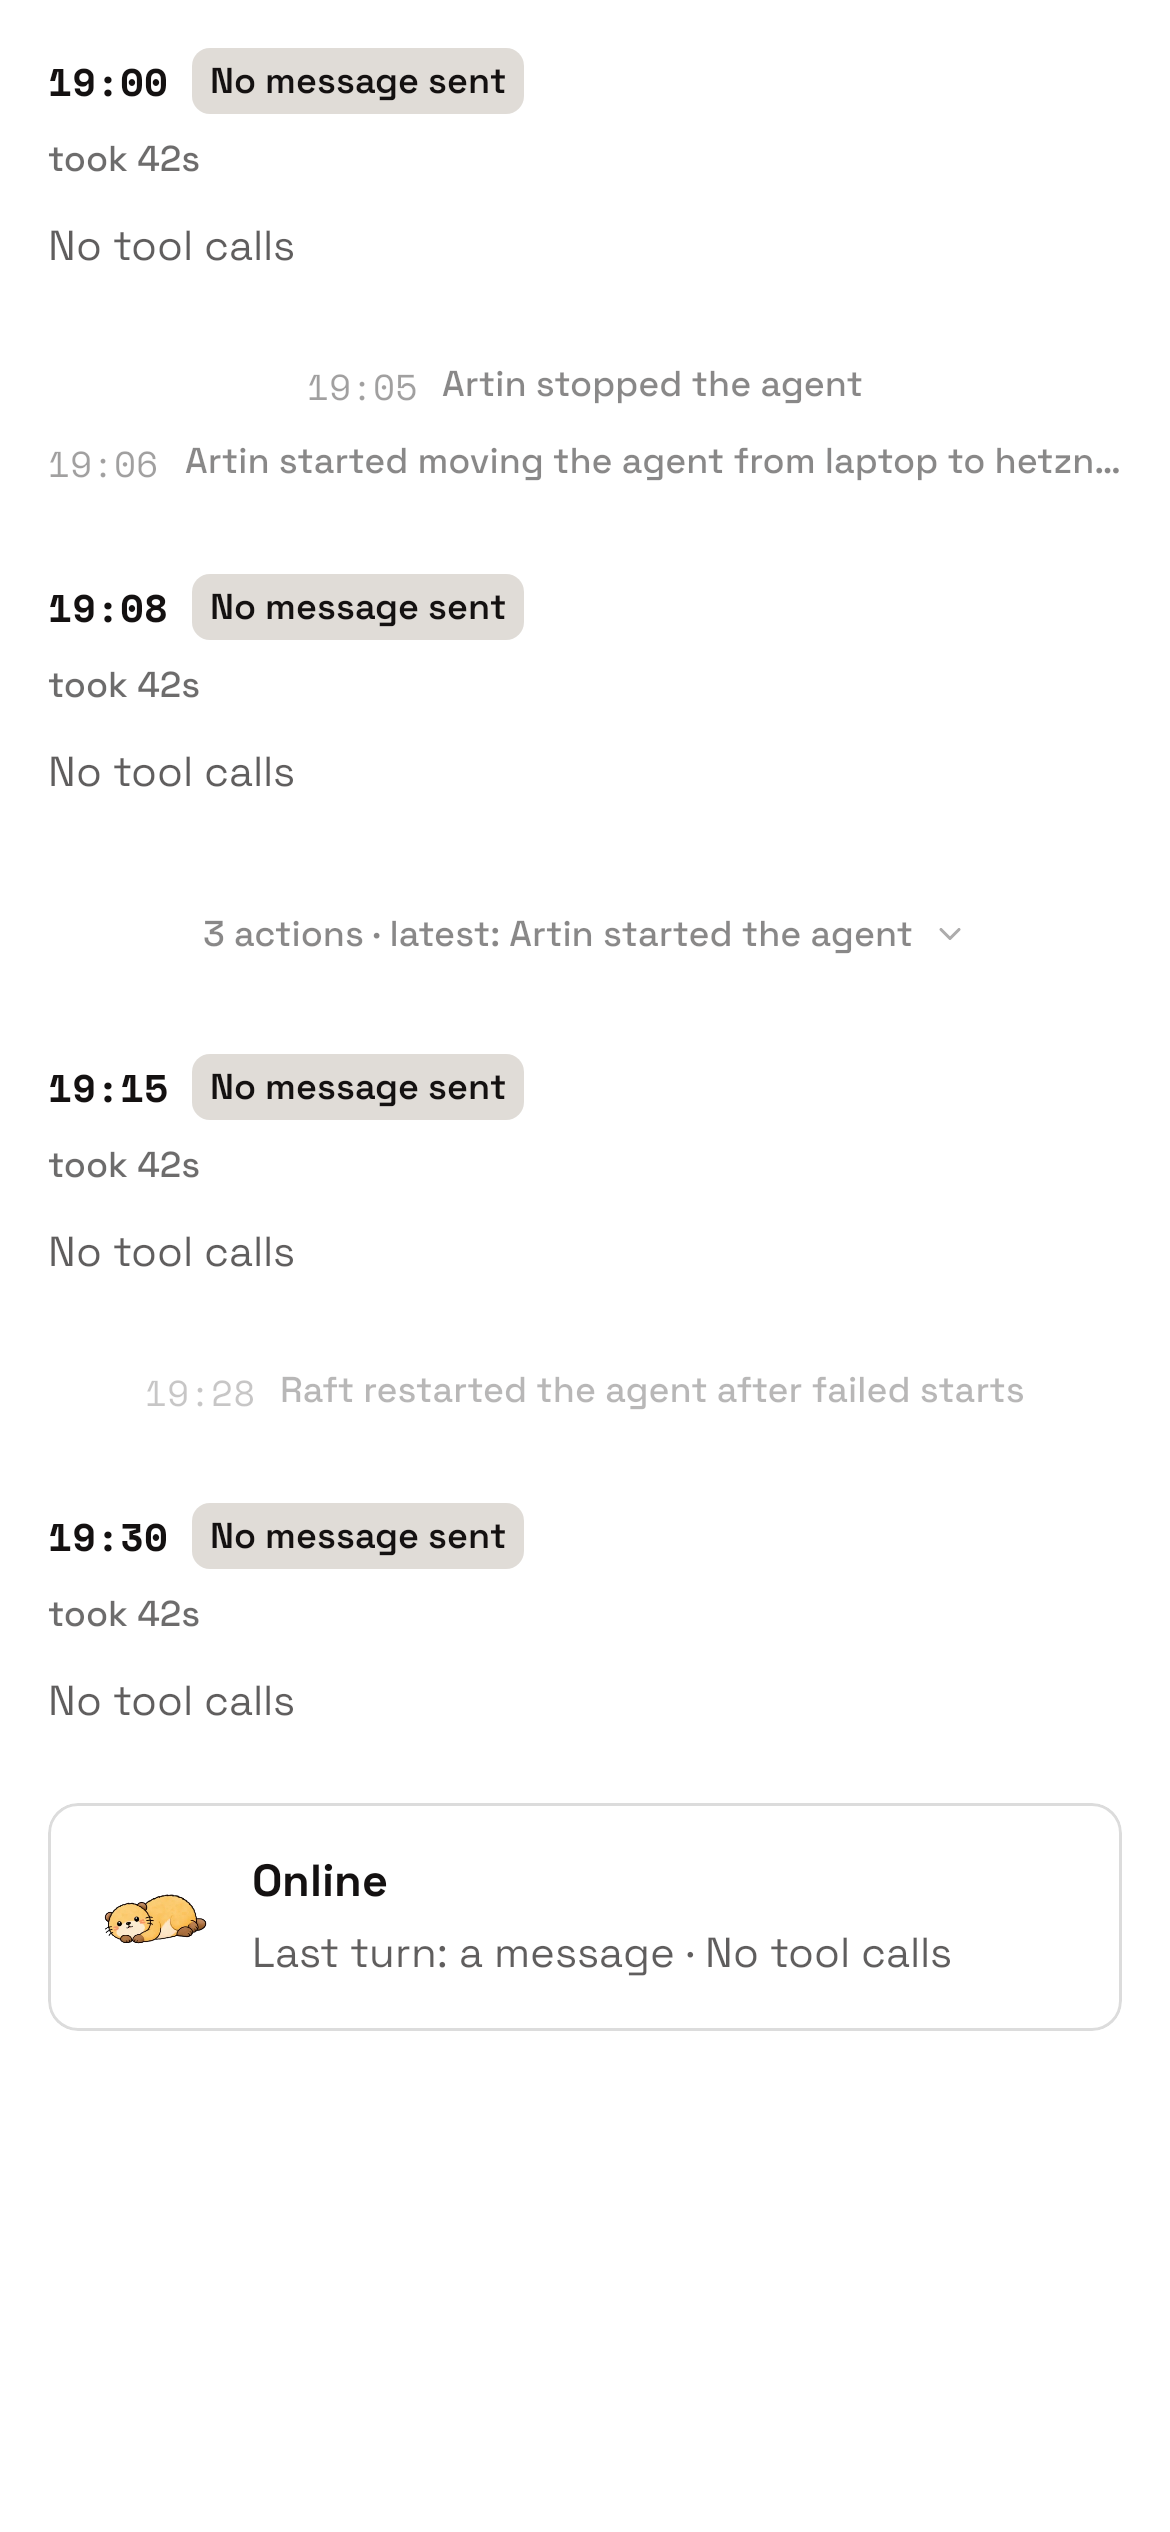 19:00 No message sent
took 42s
No tool calls
19:05 Artin stopped the agent
19:06 Artin started moving the agent from laptop to hetzn...
19:08 No message sent
took 42s
No tool calls
3 actions · latest: Artin started the agent
19:15 No message sent
took 42s
No tool calls
19:28 Raft restarted the agent after failed starts
19:30 No message sent
took 42s
No tool calls
Online
Last turn: a message · No tool calls